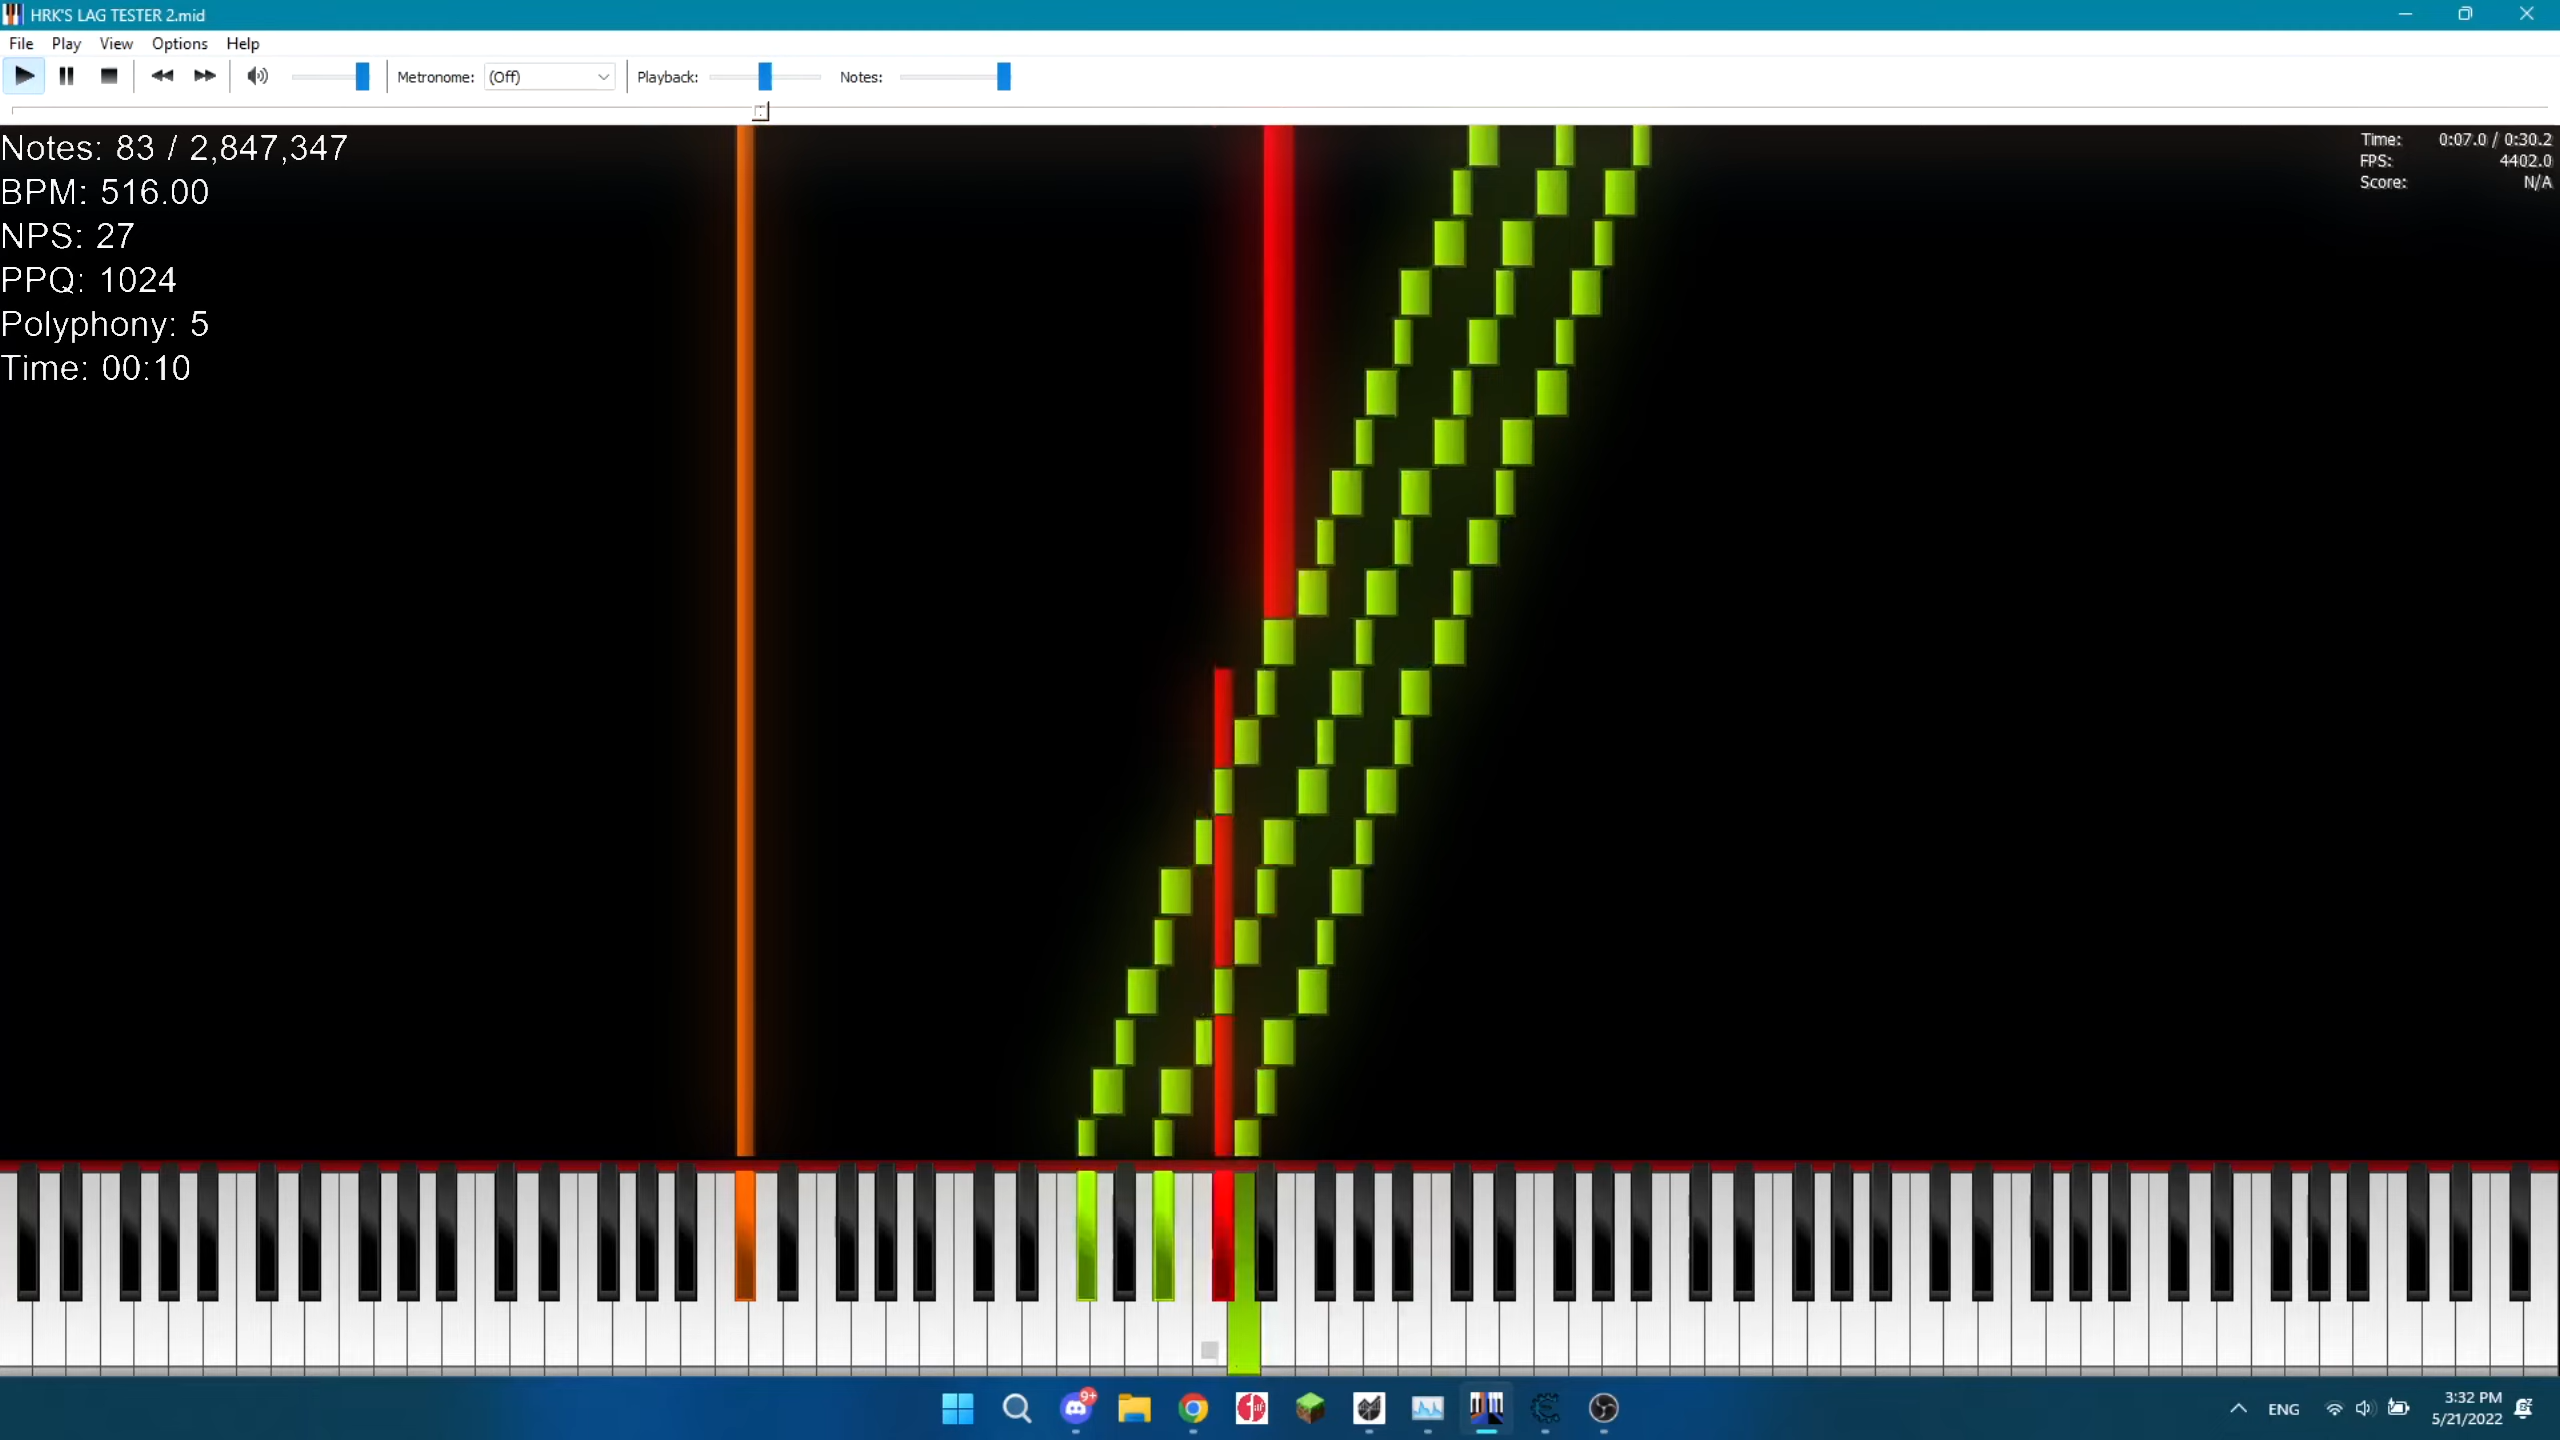 HRK'S LAG TESTER 2.mid
File Play View Options Help
Metronome: (Off) Playback: Notes:
Notes: 83 / 2,847,347
BPM: 516.00
NPS: 27
PPQ: 1024
Polyphony: 5
Time: 00:10
Time: 0:07.0 / 0:30.2
FPS: 4402.0
Score: N/A
9+
ENG
3:32 PM
5/21/2022